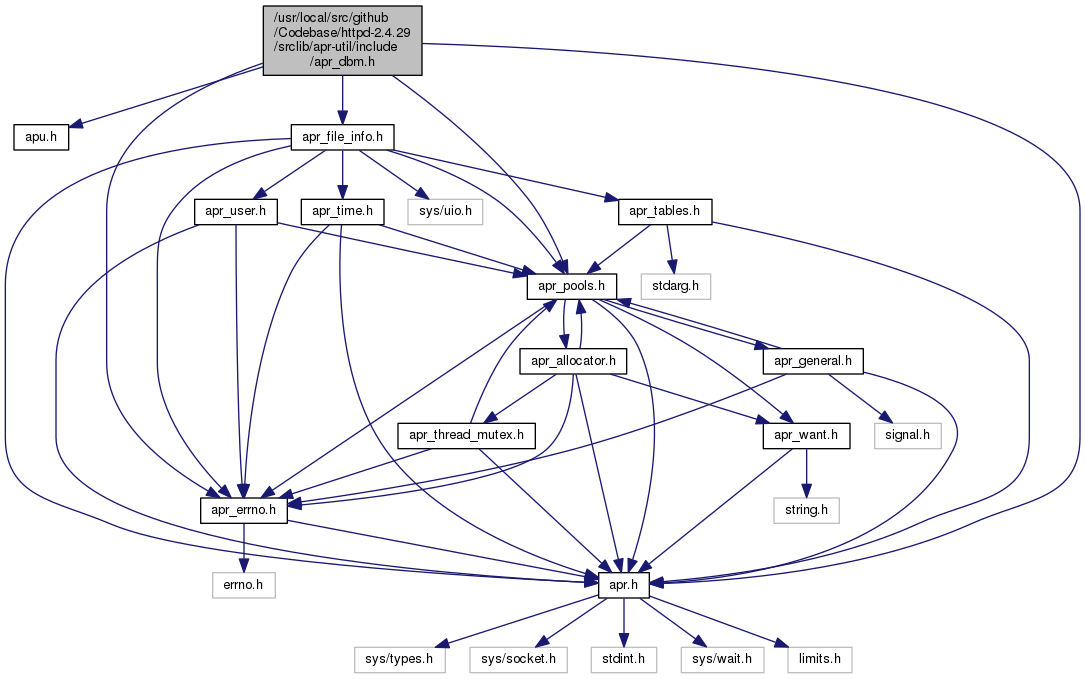 /usr/local/src/github
/Codebase/httpd-2.4.29
/srclib/apr-util/include
/apr_dbm.h
apu.h
apr_file_info.h
apr_user.h
apr_time.h
sys/uio.h
apr_tables.h
apr_pools.h
stdarg.h
apr_allocator.h
apr_general.h
apr_thread_mutex.h
apr_want.h
signal.h
apr_errno.h
string.h
errno.h
apr.h
sys/types.h
sys/socket.h
stdint.h
sys/wait.h
limits.h